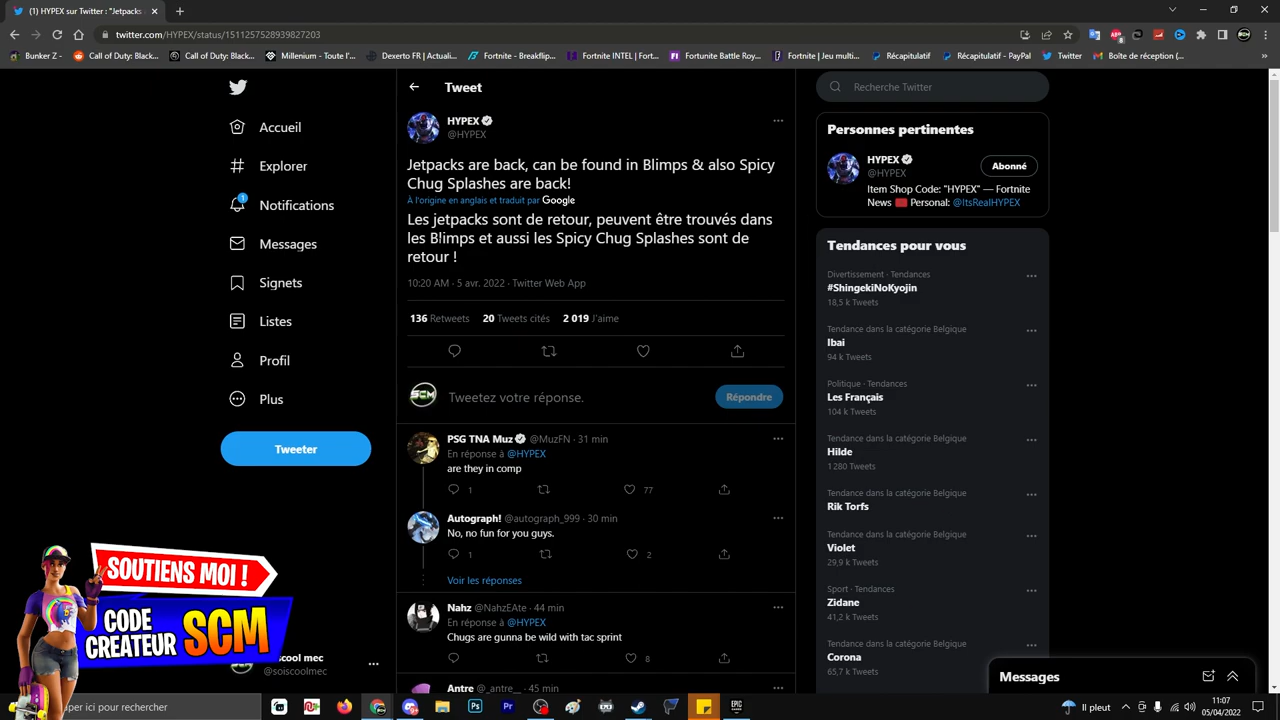 (1) HYPEX sur Twitter : "Jetpacks
twitter.com/HYPEX/status/1511257528939827203
Bunker Z -
Call of Duty: Black...
Call of Duty: Black...
Millenium - Toute l'...
Dexerto FR | Actuali...
Fortnite - Breakflip...
Fortnite INTEL | Fort...
Fortunite Battle Roy...
Fortnite | Jeu multi...
Récapitulatif
Récapitulatif
Twitter
Boîte de réception (...
»
Accueil
Explorer
1
Notifications
Messages
Signets
Listes
Profil
Plus
Tweeter
SOUTIENS MOI !
CODE
CREATEUR SCM
soiscool mec
@soiscoolmec
Tweet
HYPEX
@HYPEX
Jetpacks are back, can be found in Blimps & also Spicy
Chug Splashes are back!
À l'origine en anglais et traduit par Google
Les jetpacks sont de retour, peuvent être trouvés dans
les Blimps et aussi les Spicy Chug Splashes sont de
retour !
10:20 AM · 5 avr. 2022 · Twitter Web App
136 Retweets 20 Tweets cités 2 019 J'aime
SCM
Tweetez votre réponse.
Répondre
PSG TNA Muz @MuzFN · 31 min
En réponse à @HYPEX
are they in comp
1 77
Autograph! @autograph_999 · 30 min
No, no fun for you guys.
1 2
Voir les réponses
Nahz @NahzEAte · 44 min
En réponse à @HYPEX
Chugs are gunna be wild with tac sprint
8
Antre @_antre__ · 45 min
Recherche Twitter
Personnes pertinentes
HYPEX
@HYPEX
Abonné
Item Shop Code: "HYPEX" — Fortnite
News Personal: @ItsRealHYPEX
Tendances pour vous
Divertissement · Tendances
#ShingekiNoKyojin
18,5 k Tweets
Tendance dans la catégorie Belgique
Ibai
94 k Tweets
Politique · Tendances
Les Français
104 k Tweets
Tendance dans la catégorie Belgique
Hilde
1 280 Tweets
Tendance dans la catégorie Belgique
Rik Torfs
Tendance dans la catégorie Belgique
Violet
29,9 k Tweets
Sport · Tendances
Zidane
41,2 k Tweets
Tendance dans la catégorie Belgique
Corona
65,7 k Tweets
Messages
aper ici pour rechercher
Ps
Pr
EPIC
Il pleut
11:07
05/04/2022